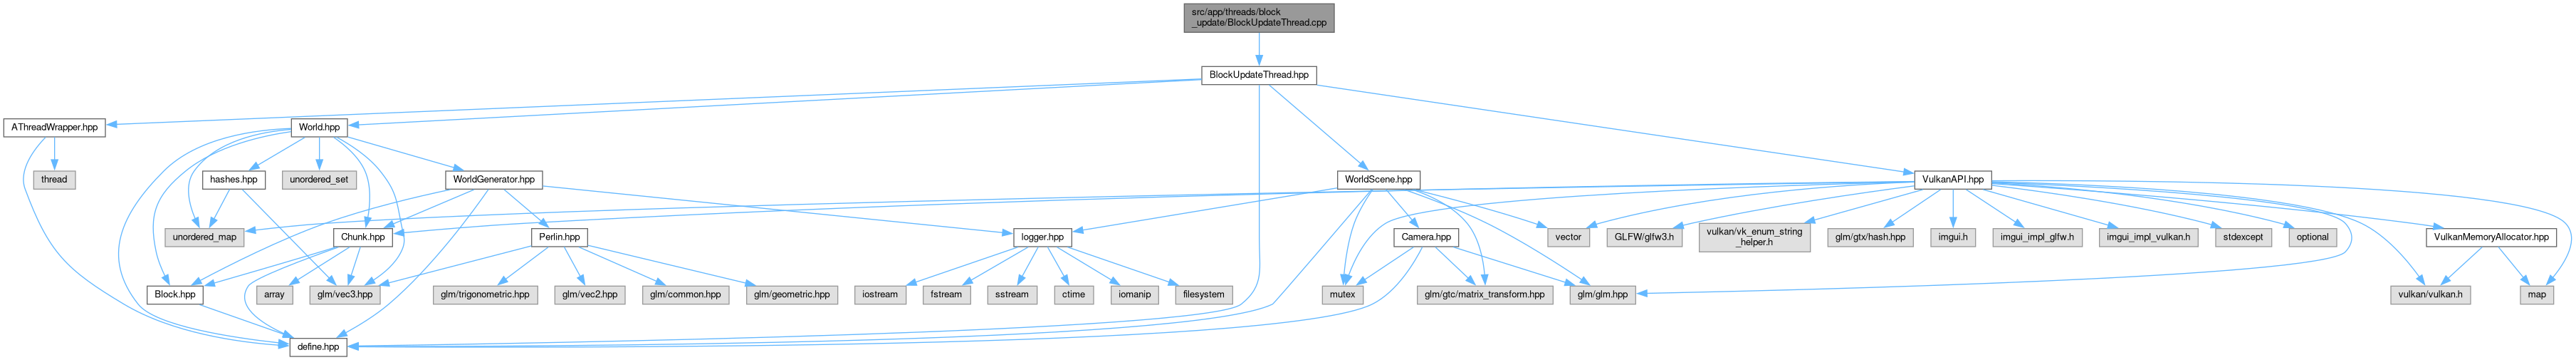 src/app/threads/block
_update/BlockUpdateThread.cpp
BlockUpdateThread.hpp
AThreadWrapper.hpp
World.hpp
thread
hashes.hpp
unordered_set
WorldGenerator.hpp
WorldScene.hpp
VulkanAPI.hpp
unordered_map
Chunk.hpp
Perlin.hpp
logger.hpp
Camera.hpp
vector
GLFW/glfw3.h
vulkan/vk_enum_string
_helper.h
glm/gtx/hash.hpp
imgui.h
imgui_impl_glfw.h
imgui_impl_vulkan.h
stdexcept
optional
VulkanMemoryAllocator.hpp
Block.hpp
array
glm/vec3.hpp
glm/trigonometric.hpp
glm/vec2.hpp
glm/common.hpp
glm/geometric.hpp
iostream
fstream
sstream
ctime
iomanip
filesystem
mutex
glm/gtc/matrix_transform.hpp
glm/glm.hpp
vulkan/vulkan.h
map
define.hpp